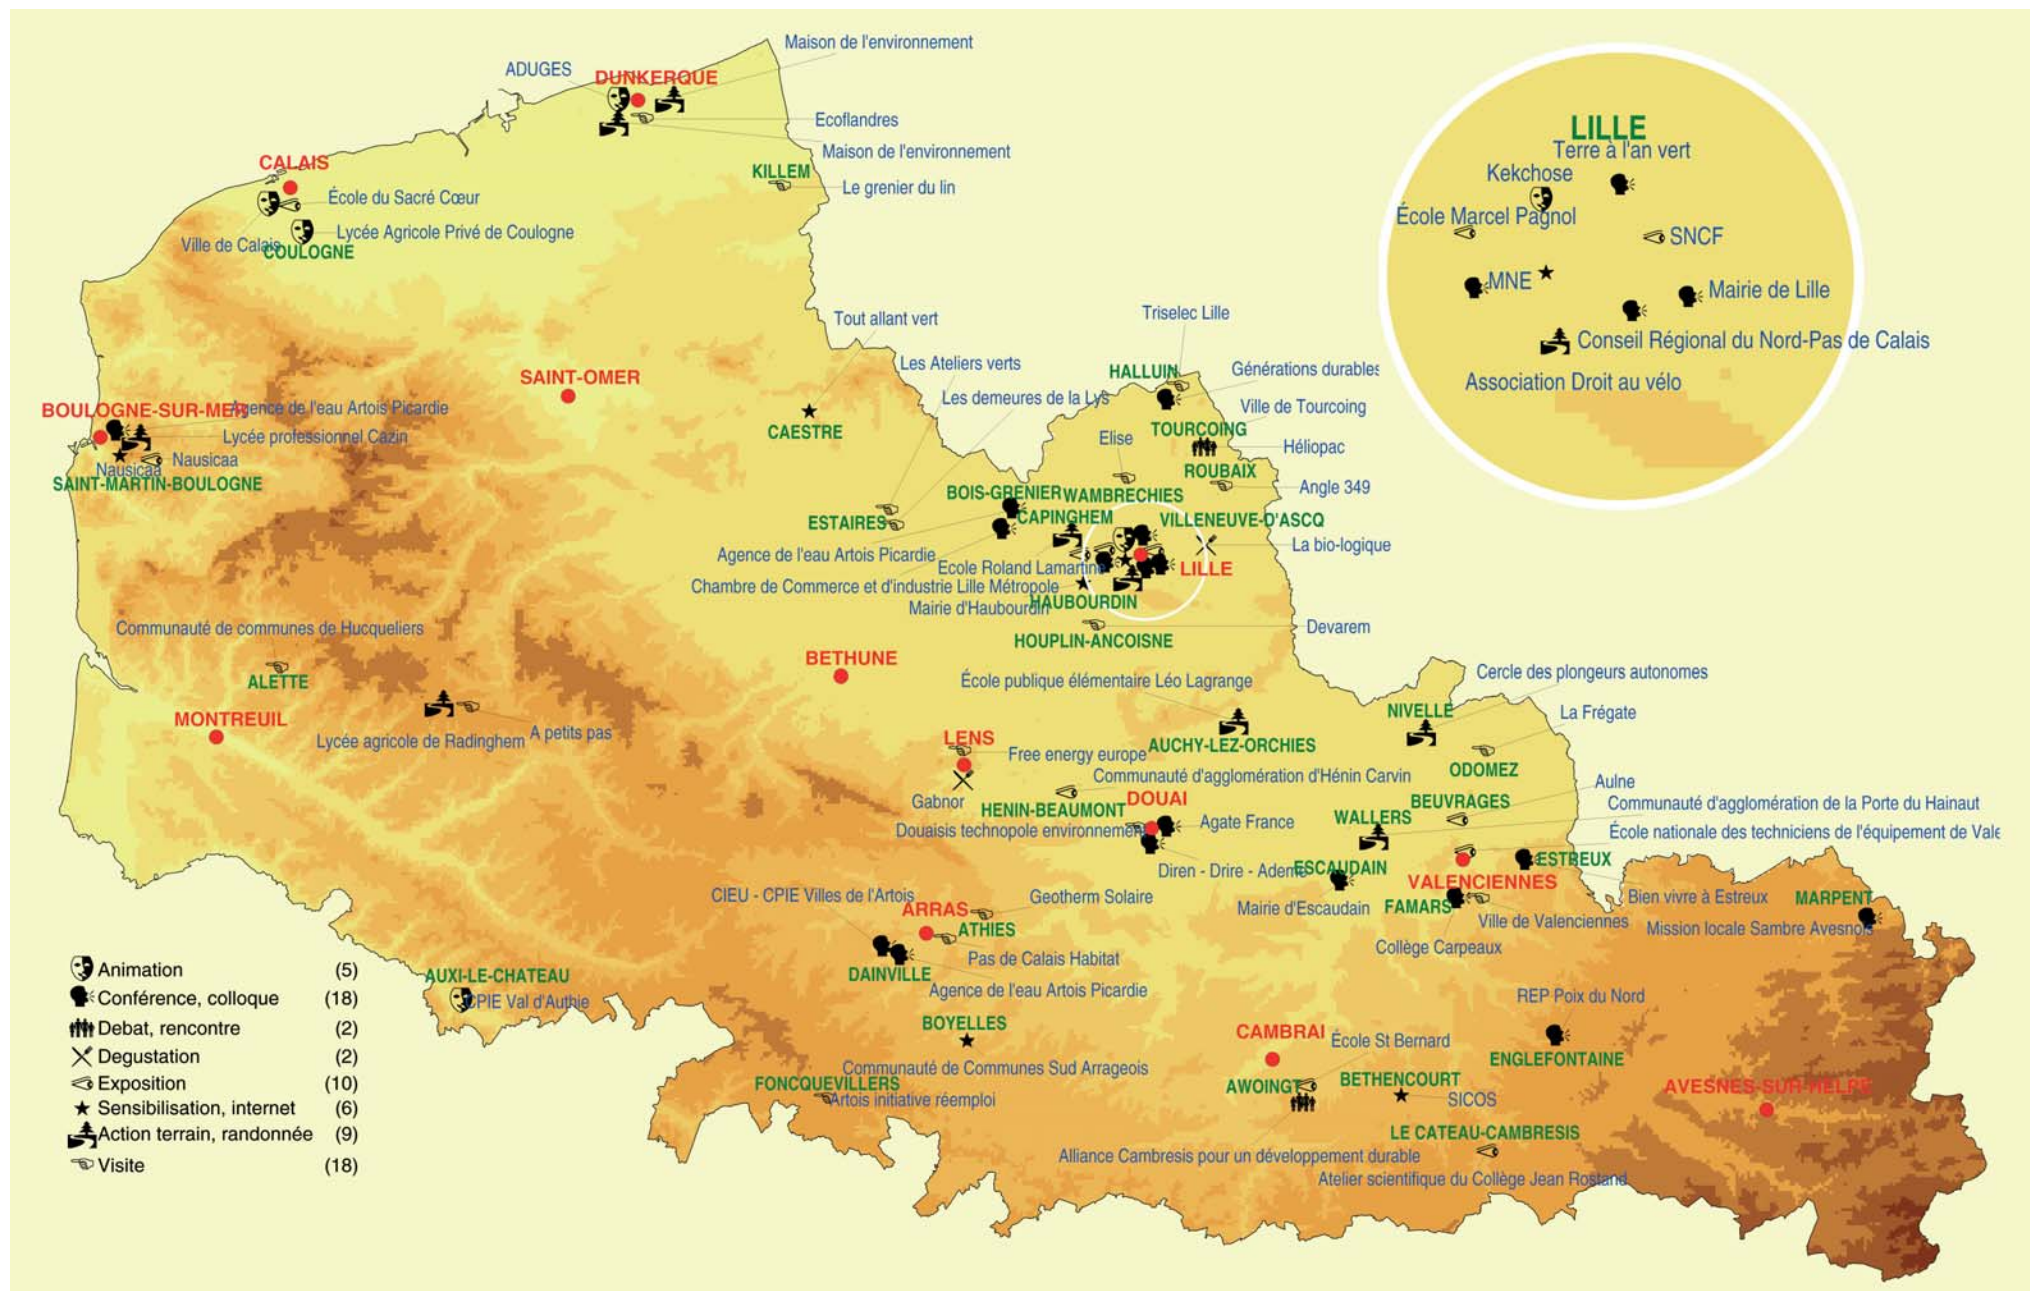 Maison de l'environnement
ADUGES
DUNKERQUE
Ecoflandres
Maison de l'environnement
CALAIS
KILLEM
Le grenier du lin
École du Sacré Cœur
Lycée Agricole Privé de Coulogne
Ville de Calais
COULOGNE
LILLE
Terre à l'an vert
Kekchose
École Marcel Pagnol
SNCF
MNE
Mairie de Lille
Conseil Régional du Nord-Pas de Calais
Association Droit au vélo
Tout allant vert
Triselec Lille
Les Ateliers verts
HALLUIN
Générations durables
SAINT-OMER
Les demeures de la Lys
Ville de Tourcoing
BOULOGNE-SUR-MER
Agence de l'eau Artois Picardie
Lycée professionnel Cazin
CAESTRE
Elise
TOURCOING
Héliopac
Nausicaa
Nausicaa
SAINT-MARTIN-BOULOGNE
ROUBAIX
Angle 349
BOIS-GRENIER
WAMBRECHIES
ESTAIRES
CAPINGHEM
VILLENEUVE-D'ASCQ
Agence de l'eau Artois Picardie
La bio-logique
Ecole Roland Lamartine
LILLE
Chambre de Commerce et d'industrie Lille Métropole
Mairie d'Haubourdin
HAUBOURDIN
Communauté de communes de Hucqueliers
Devarem
HOUPLIN-ANCOISNE
BETHUNE
ALETTE
École publique élémentaire Léo Lagrange
Cercle des plongeurs autonomes
MONTREUIL
NIVELLE
La Frégate
Lycée agricole de Radinghem
A petits pas
LENS
Free energy europe
AUCHY-LEZ-ORCHIES
ODOMEZ
Communauté d'agglomération d'Hénin Carvin
Aulne
Gabnor
HENIN-BEAUMONT
DOUAI
BEUVRAGES
Communauté d'agglomération de la Porte du Hainaut
WALLERS
Douaisis technopole environnement
Agate France
École nationale des techniciens de l'équipement de Vale
Diren - Drire - Ademe
ESCAUDAIN
ESTREUX
VALENCIENNES
CIEU - CPIE Villes de l'Artois
Geotherm Solaire
Bien vivre à Estreux
MARPENT
ARRAS
Mairie d'Escaudain
FAMARS
Ville de Valenciennes
Mission locale Sambre Avesnois
ATHIES
Collège Carpeaux
Pas de Calais Habitat
DAINVILLE
Agence de l'eau Artois Picardie
AUXI-LE-CHATEAU
CPIE Val d'Authie
REP Poix du Nord
BOYELLES
CAMBRAI
École St Bernard
ENGLEFONTAINE
Communauté de Communes Sud Arrageois
FONCQUEVILLERS
Artois initiative réemploi
AWOINGT
BETHENCOURT
SICOS
AVESNES-SUR-HELPE
LE CATEAU-CAMBRESIS
Alliance Cambresis pour un développement durable
Atelier scientifique du Collège Jean Rostand
Animation (5)
Conférence, colloque (18)
Debat, rencontre (2)
Degustation (2)
Exposition (10)
Sensibilisation, internet (6)
Action terrain, randonnée (9)
Visite (18)